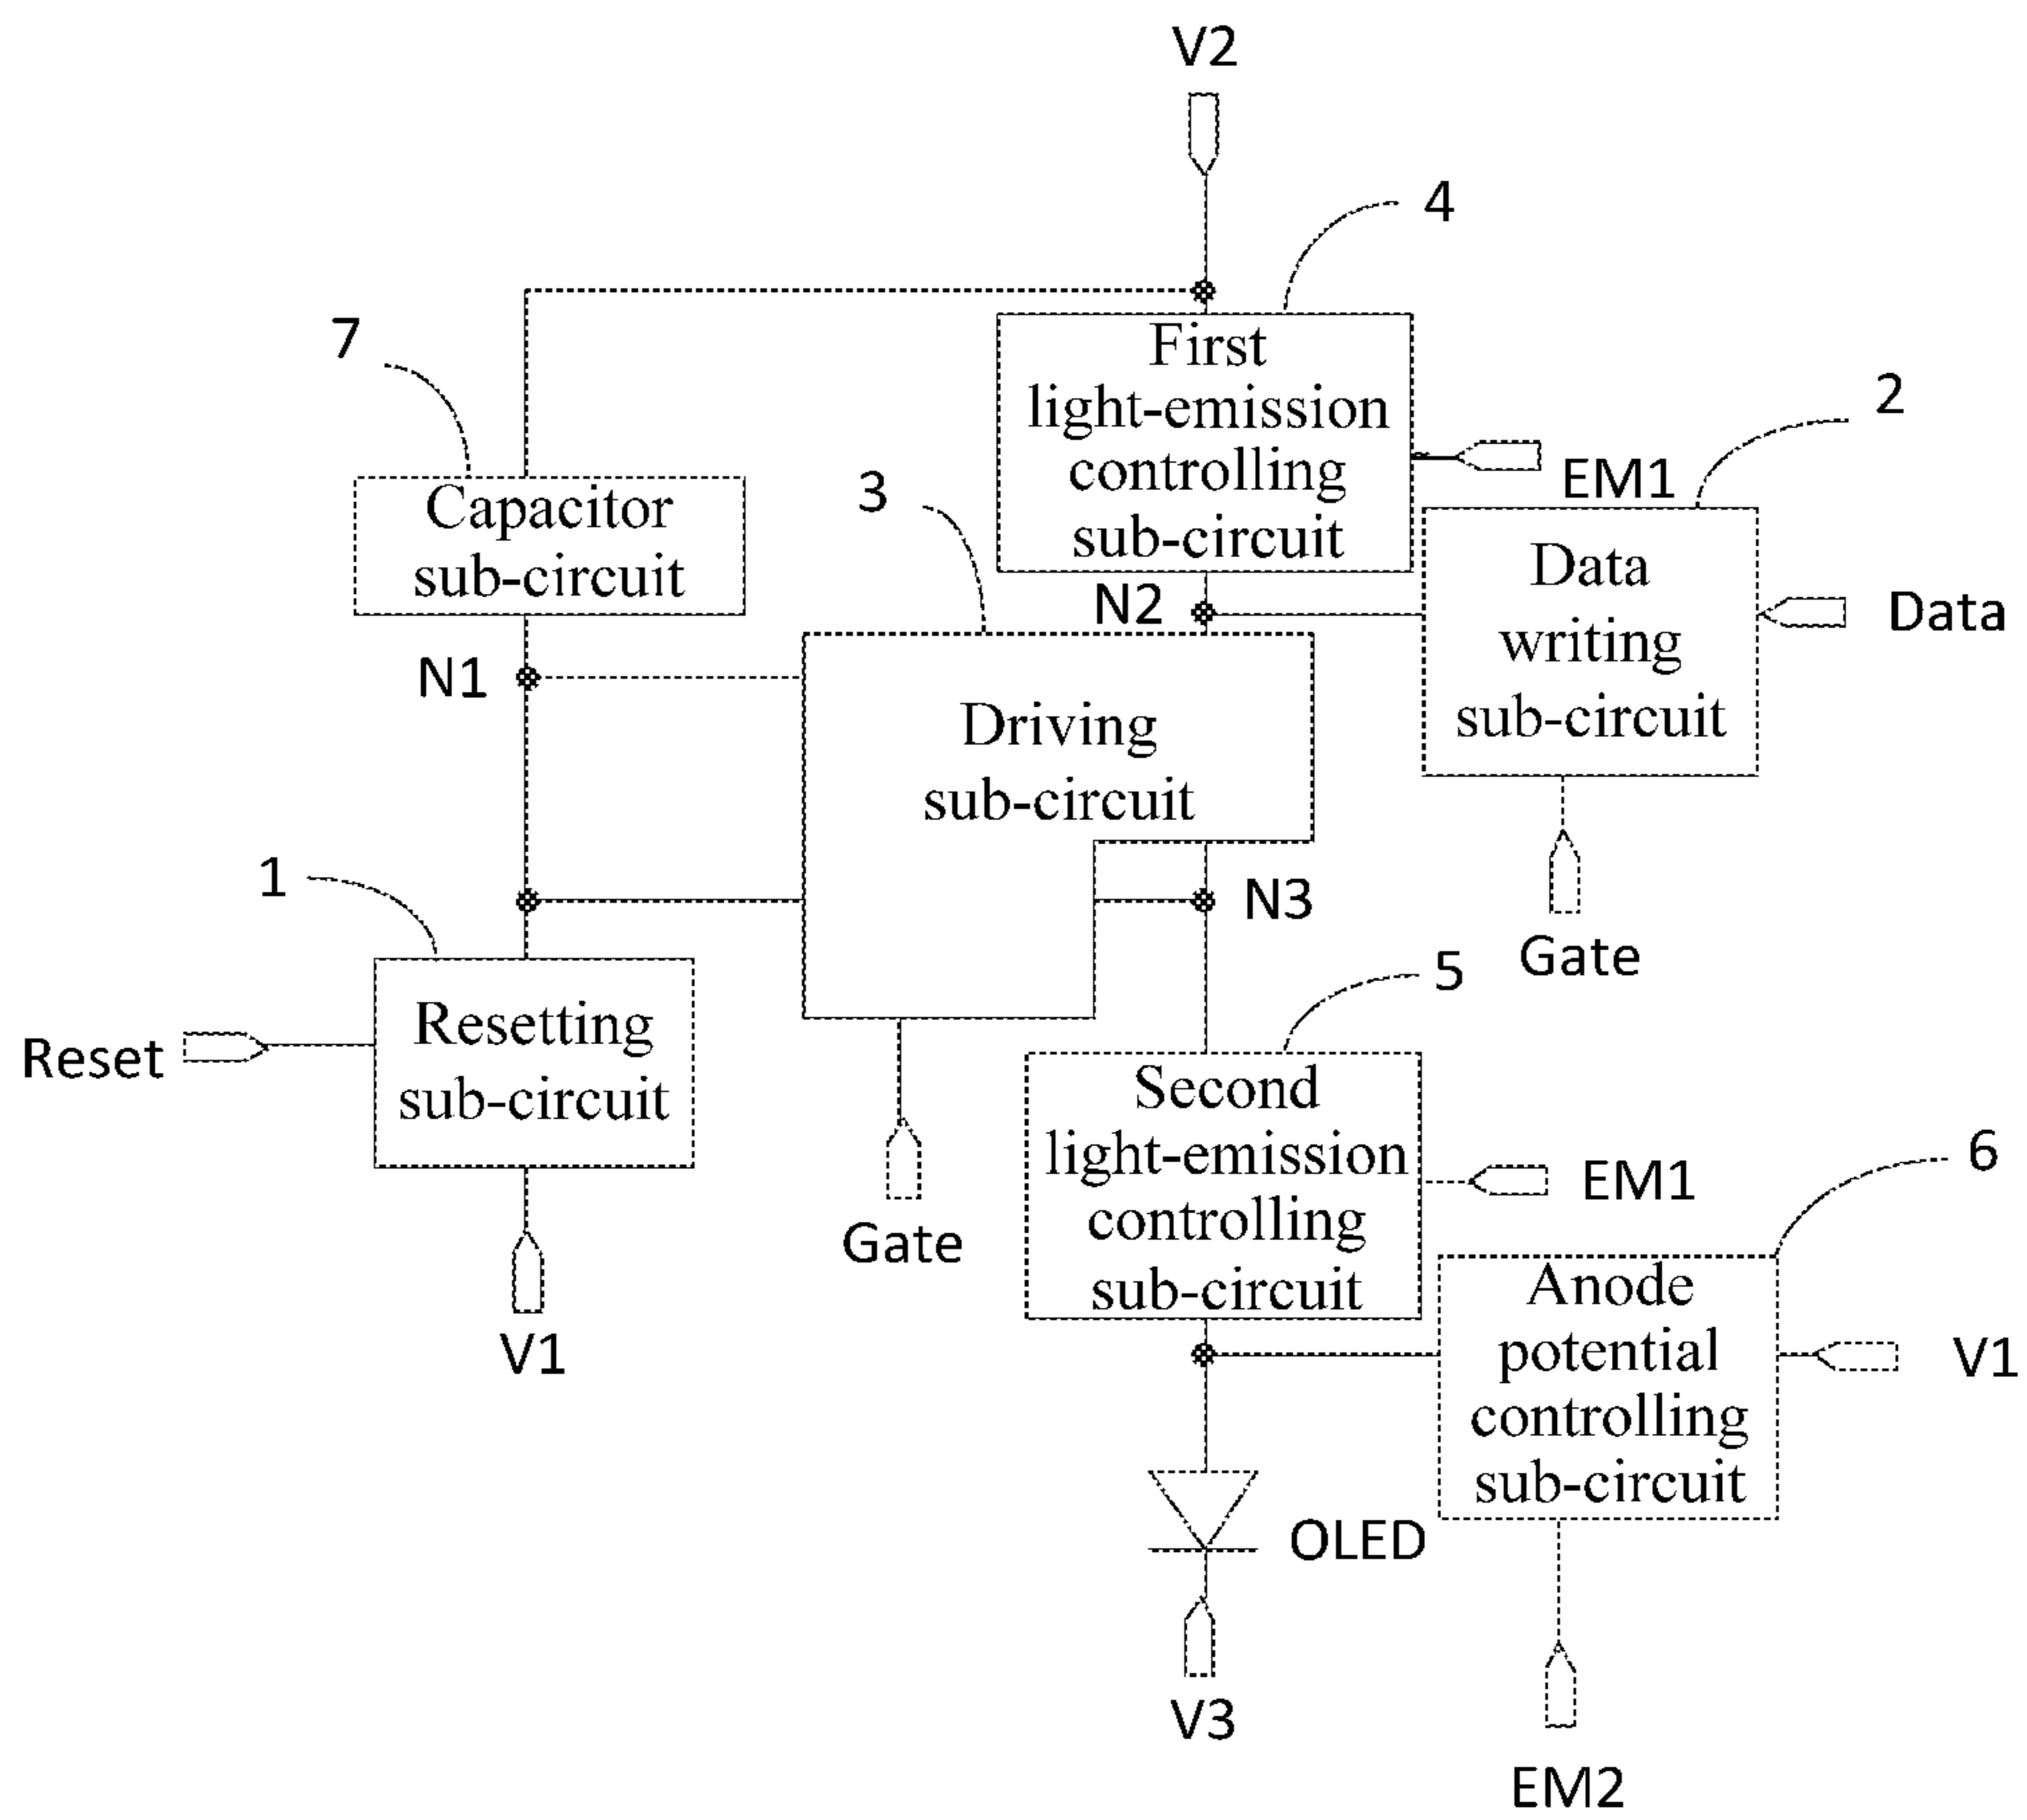 V2
4
First
light-emission
controlling
sub-circuit
7
2
EM1
3
Capacitor
sub-circuit
Data
writing
sub-circuit
Data
N2
N1
Driving
sub-circuit
1
N3
Gate
5
Resetting
sub-circuit
Reset
Second
light-emission
controlling
sub-circuit
EM1
6
Gate
V1
Anode
potential
controlling
sub-circuit
V1
OLED
V3
EM2